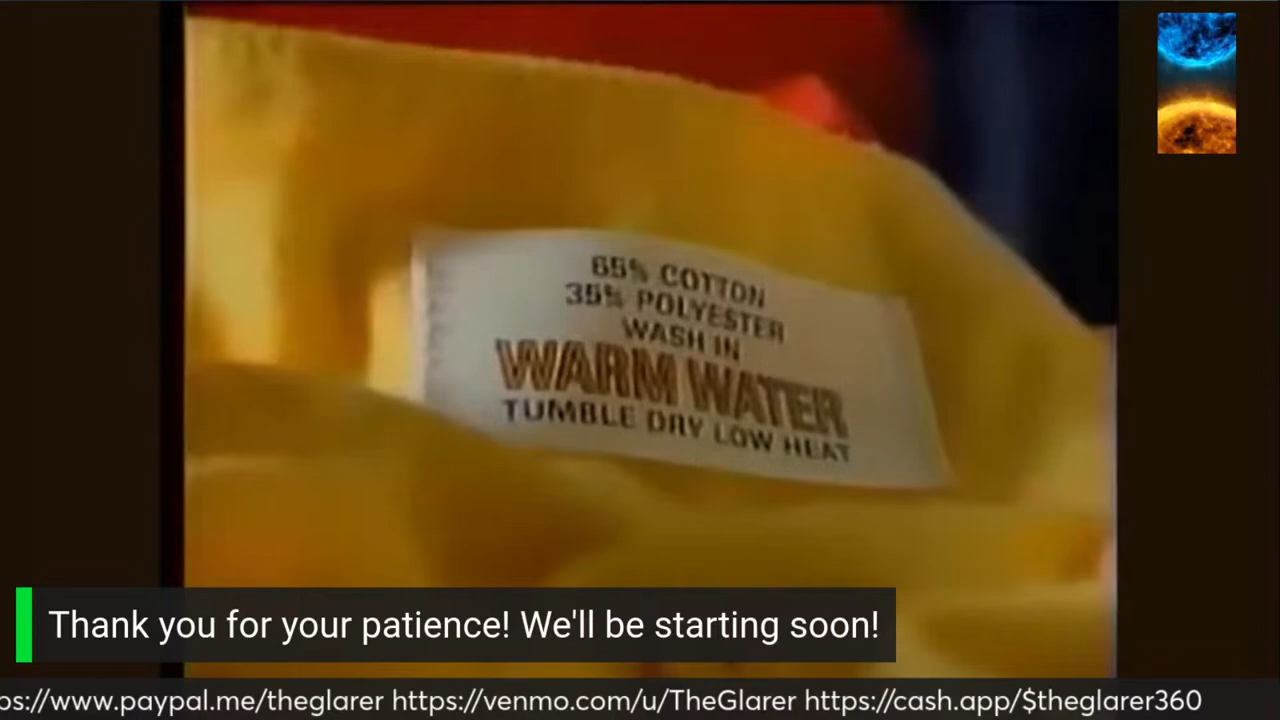 65% COTTON
35% POLYESTER
WASH IN
WARM WATER
TUMBLE DRY LOW HEAT
Thank you for your patience! We'll be starting soon!
ps://www.paypal.me/theglarer https://venmo.com/u/TheGlarer https://cash.app/$theglarer360